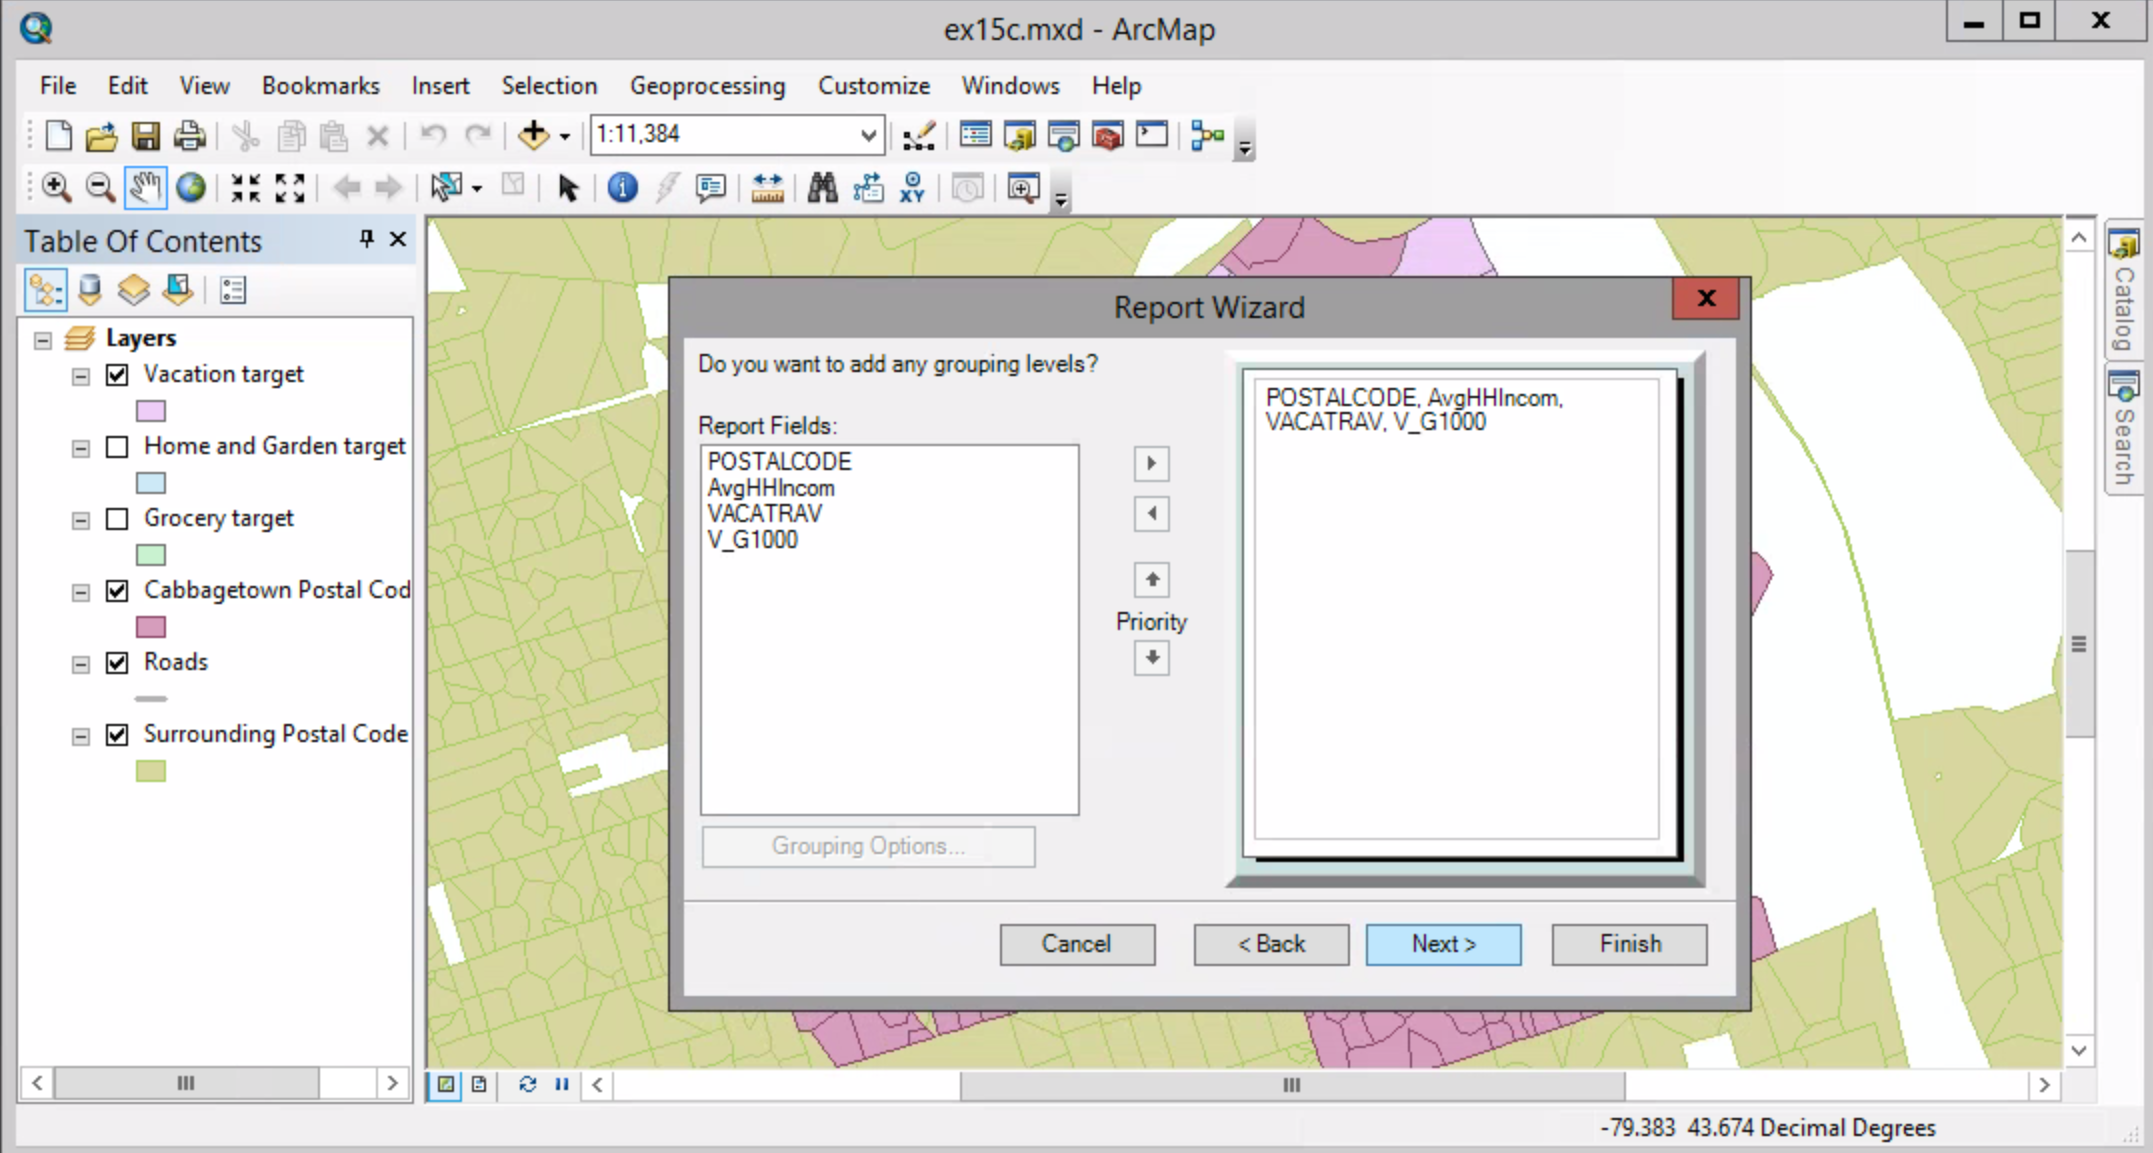 ex15c.mxd - ArcMap
File Edit View Bookmarks Insert Selection Geoprocessing Customize Windows Help
1:11,384
XY
Table Of Contents
Layers
Vacation target
Home and Garden target
Grocery target
Cabbagetown Postal Cod
Roads
Surrounding Postal Code
Report Wizard
Do you want to add any grouping levels?
Report Fields:
POSTALCODE
AvgHHIncom
VACATRAV
V_G1000
Grouping Options...
Priority
POSTALCODE, AvgHHIncom,
VACATRAV, V_G1000
Cancel
< Back
Next >
Finish
Catalog
Search
-79.383 43.674 Decimal Degrees